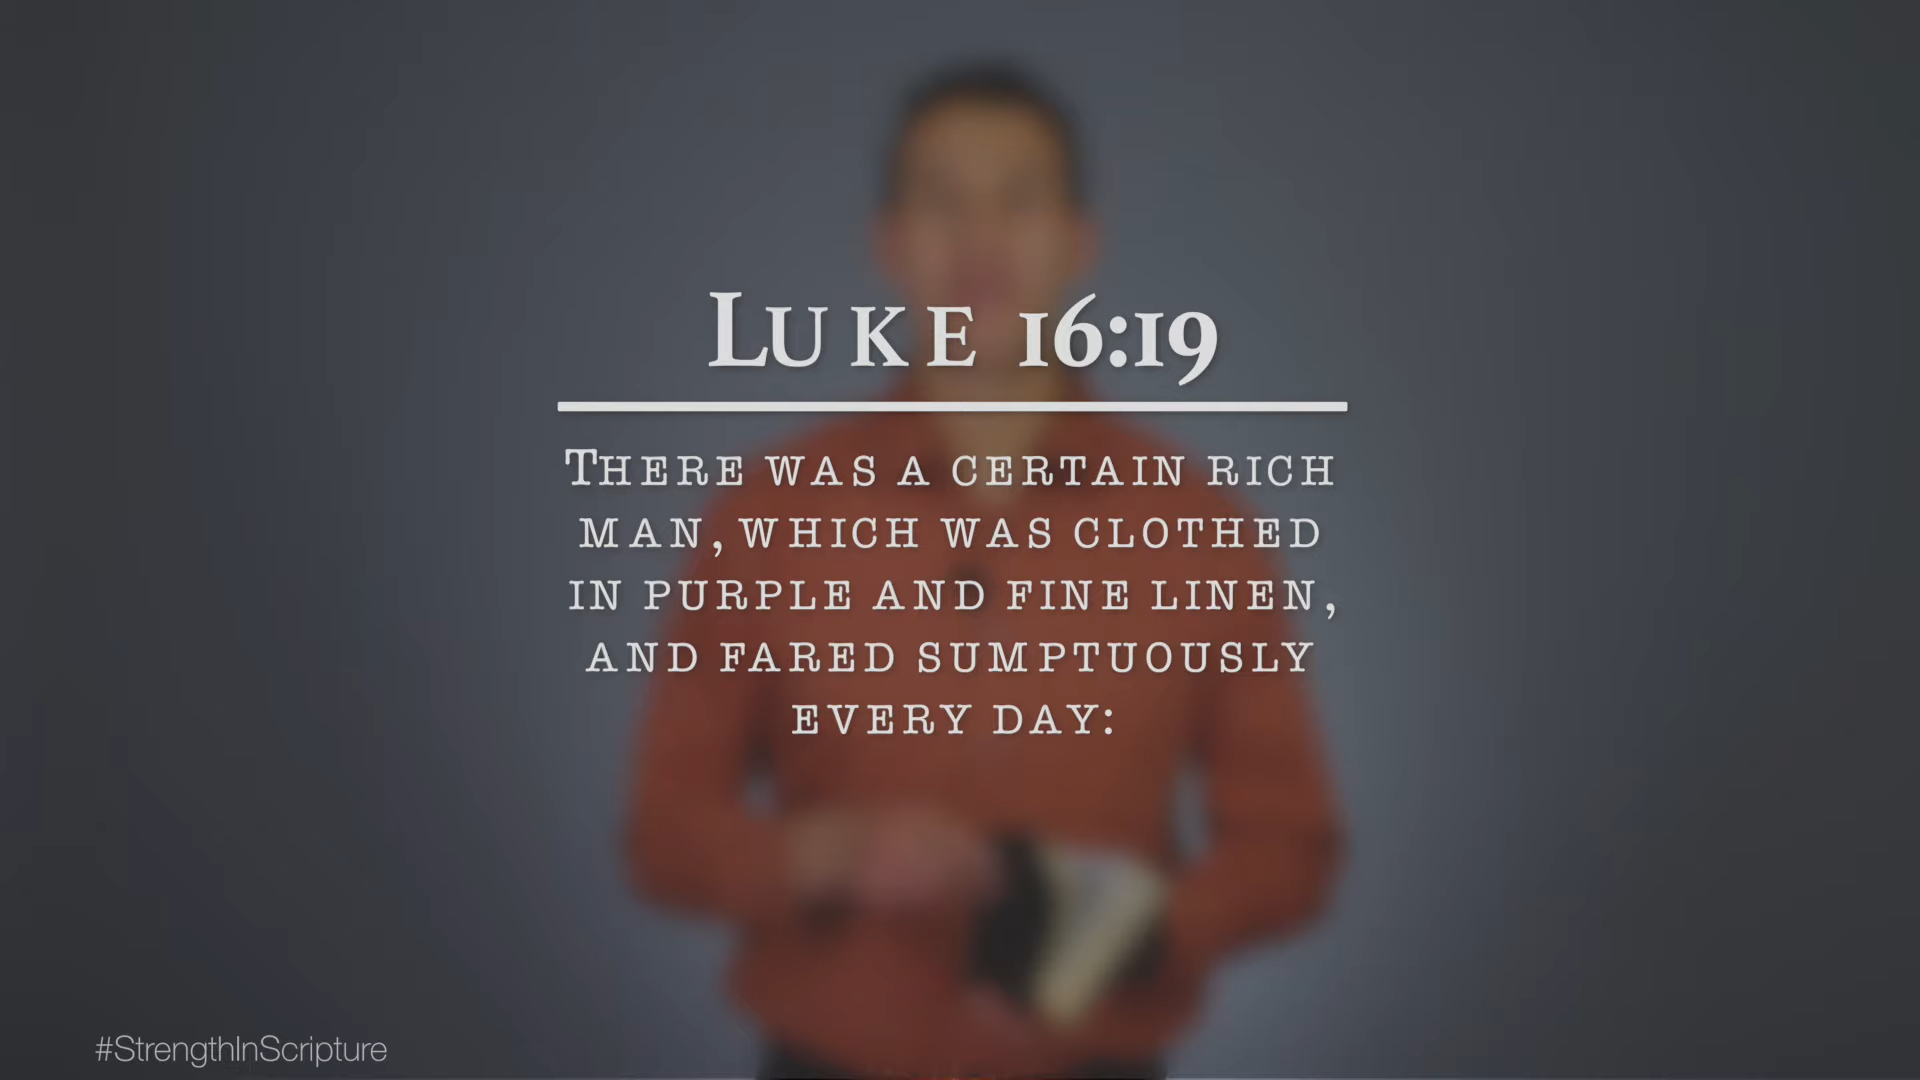 Luke 16:19
There was a certain rich
man, which was clothed
in purple and fine linen,
and fared sumptuously
every day:
#StrengthInScripture